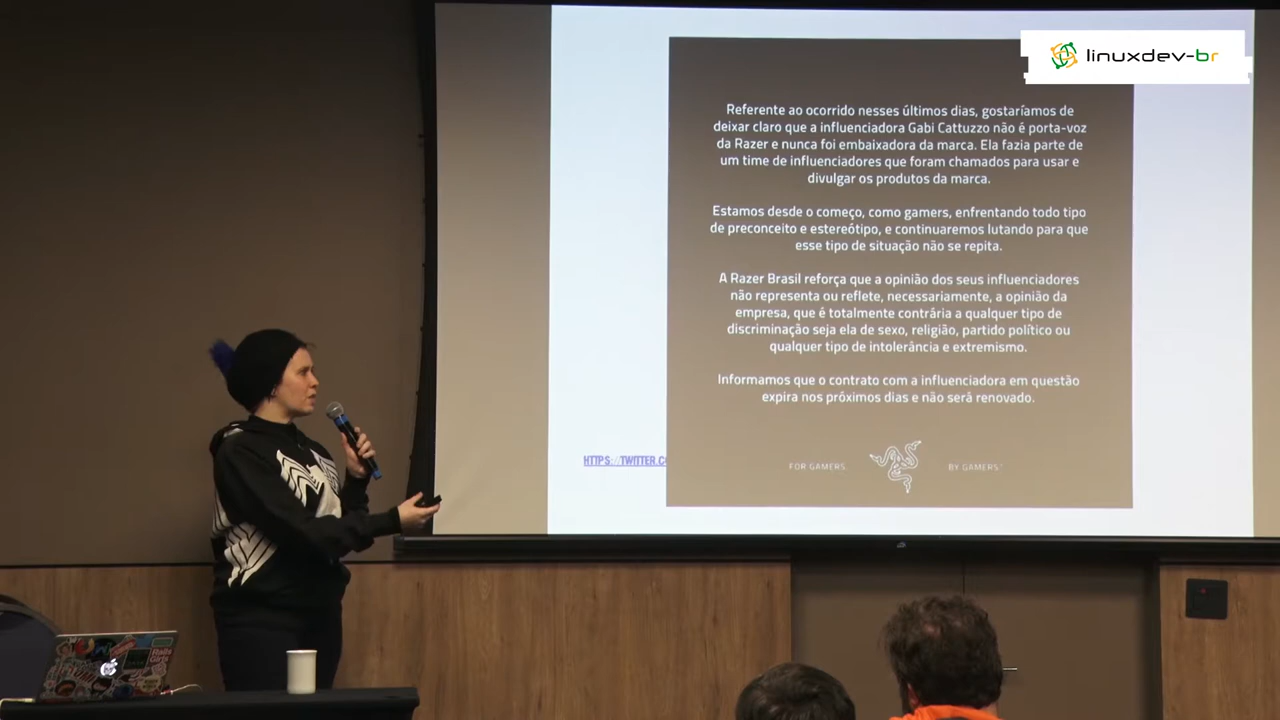 linuxdev-br
Referente ao ocorrido nesses últimos dias, gostaríamos de
deixar claro que a influenciadora Gabi Cattuzzo não é porta-voz
da Razer e nunca foi embaixadora da marca. Ela fazia parte de
um time de influenciadores que foram chamados para usar e
divulgar os produtos da marca.
Estamos desde o começo, como gamers, enfrentando todo tipo
de preconceito e estereótipo, e continuaremos lutando para que
esse tipo de situação não se repita.
A Razer Brasil reforça que a opinião dos seus influenciadores
não representa ou reflete, necessariamente, a opinião da
empresa, que é totalmente contrária a qualquer tipo de
discriminação seja ela de sexo, religião, partido político ou
qualquer tipo de intolerância e extremismo.
Informamos que o contrato com a influenciadora em questão
expira nos próximos dias e não será renovado.
HTTPS://TWITTER.CO
FOR GAMERS. BY GAMERS.™
Rails Girls